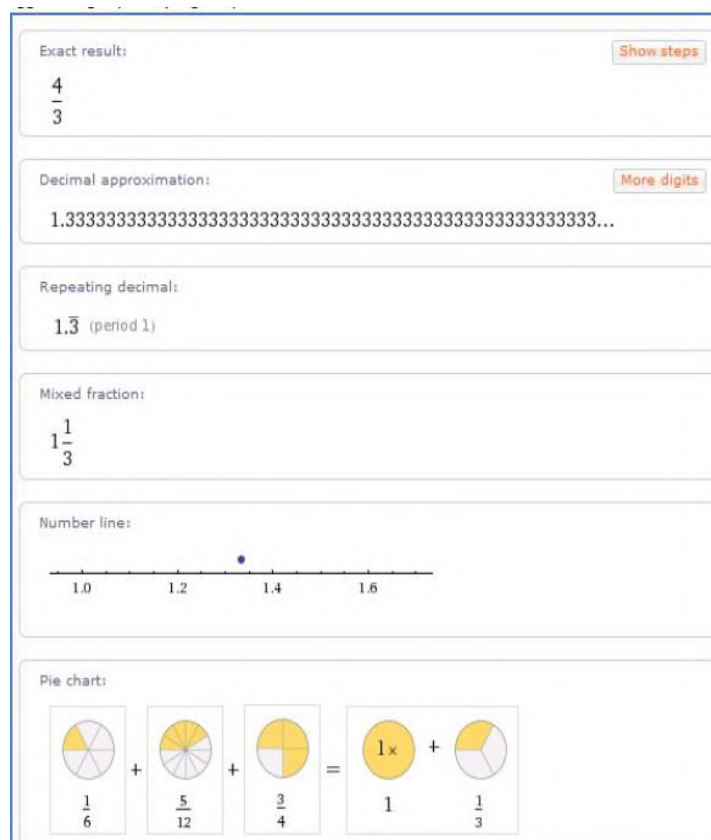 Exact result:
Show steps
4
3
Decimal approximation:
More digits
1.33333333333333333333333333333333333333333333333333333...
Repeating decimal:
1.3̅ (period 1)
Mixed fraction:
1 1
3
Number line:
1.0 1.2 1.4 1.6
Pie chart:
+ + = 1× +
1/6 5/12 3/4 1 1/3